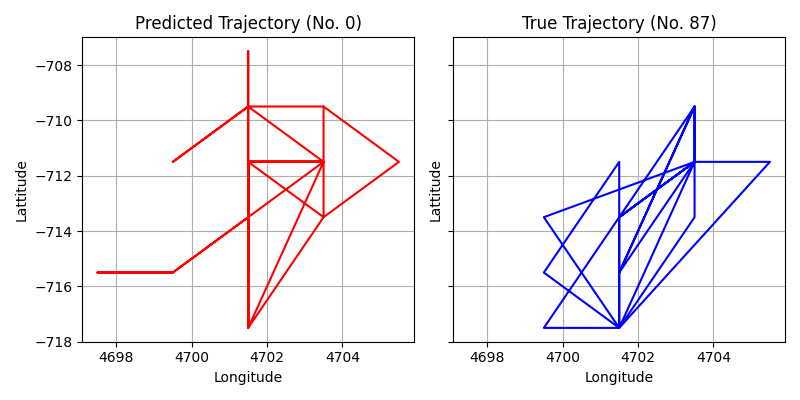 Predicted Trajectory (No. 0)
True Trajectory (No. 87)
−708
−710
−712
−714
−716
−718
Lattitude
Lattitude
4698
4700
4702
4704
4698
4700
4702
4704
Longitude
Longitude